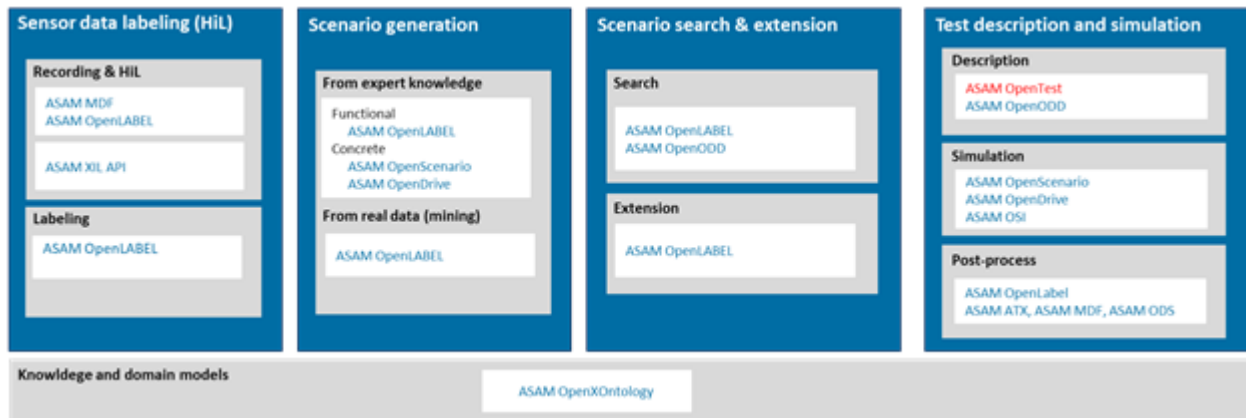 Sensor data labeling (HiL)
Recording & HiL
ASAM MDF
ASAM OpenLABEL
ASAM XIL API
Labeling
ASAM OpenLABEL
Scenario generation
From expert knowledge
Functional
ASAM OpenLABEL
Concrete
ASAM OpenScenario
ASAM OpenDrive
From real data (mining)
ASAM OpenLABEL
Scenario search & extension
Search
ASAM OpenLABEL
ASAM OpenODD
Extension
ASAM OpenLABEL
Test description and simulation
Description
ASAM OpenTest
ASAM OpenODD
Simulation
ASAM OpenScenario
ASAM OpenDrive
ASAM OSI
Post-process
ASAM OpenLabel
ASAM ATX, ASAM MDF, ASAM ODS
Knowldege and domain models
ASAM OpenXOntology